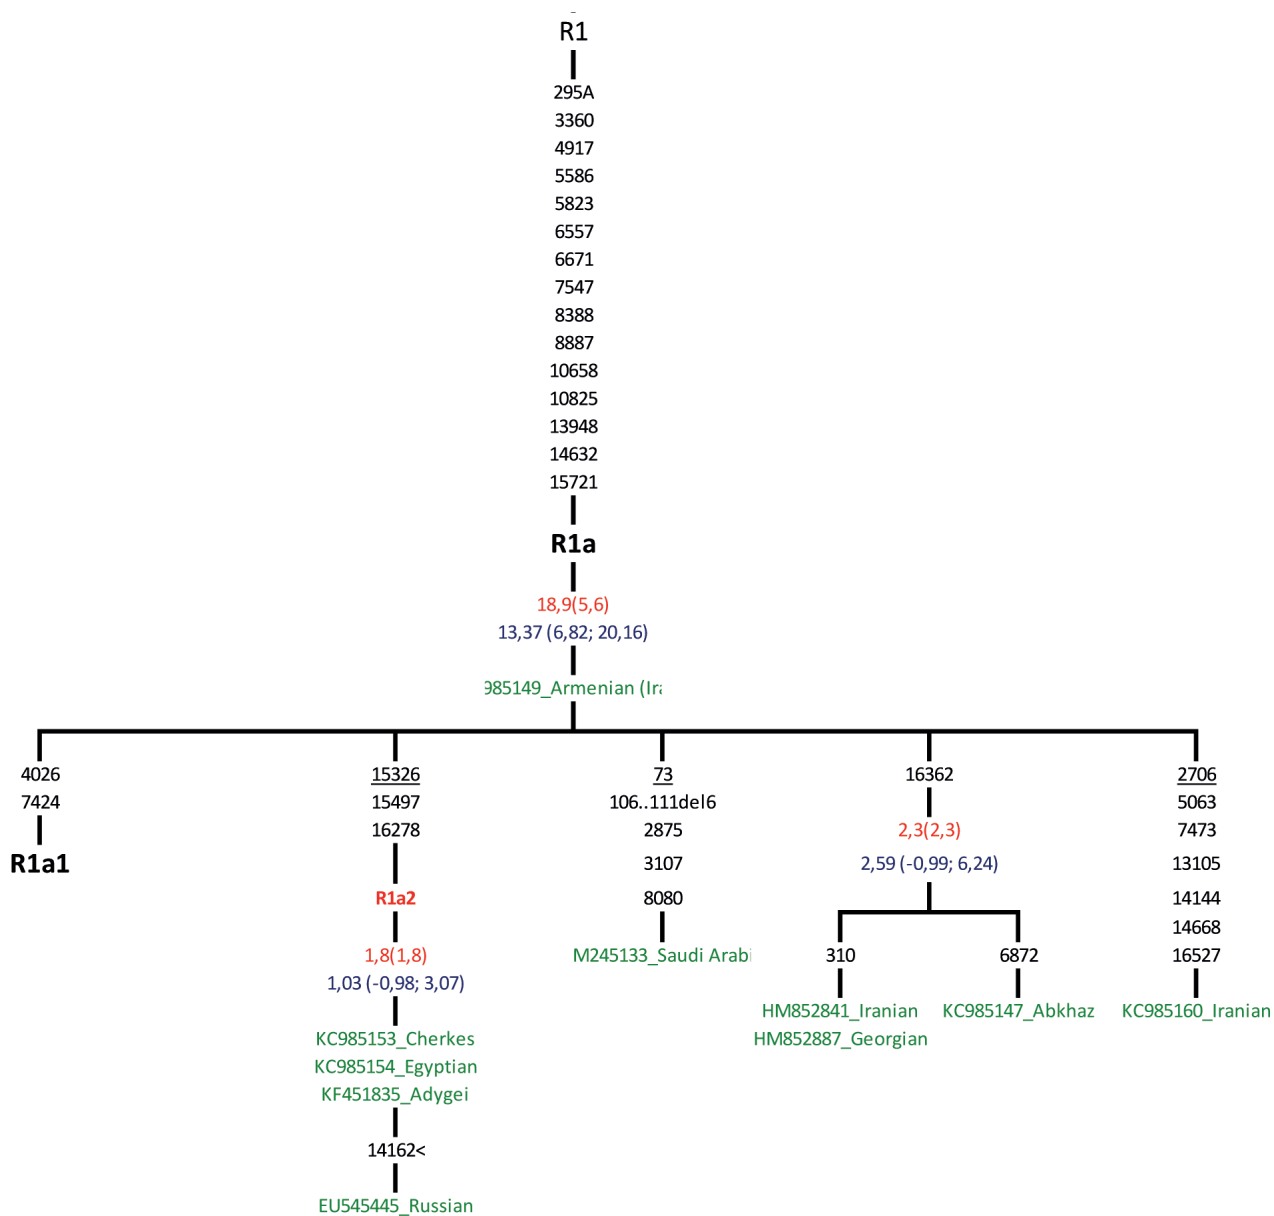 R1
295A
3360
4917
5586
5823
6557
6671
7547
8388
8887
10658
10825
13948
14632
15721
R1a
18,9(5,6)
13,37 (6,82; 20,16)
985149_Armenian (Ira
4026
7424
R1a1
15326
15497
16278
R1a2
1,8(1,8)
1,03 (-0,98; 3,07)
KC985153_Cherkes
KC985154_Egyptian
KF451835_Adygei
14162<
EU545445_Russian
73
106..111del6
2875
3107
8080
M245133_Saudi Arabi
16362
2,3(2,3)
2,59 (-0,99; 6,24)
310
HM852841_Iranian
HM852887_Georgian
6872
KC985147_Abkhaz
2706
5063
7473
13105
14144
14668
16527
KC985160_Iranian